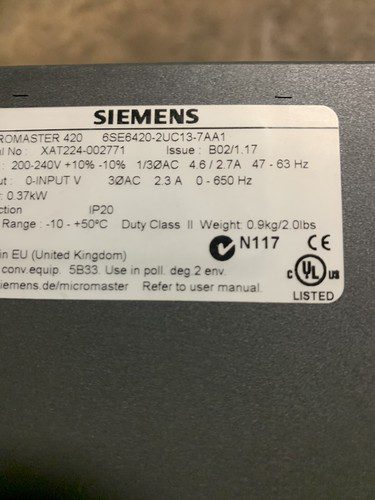 SIEMENS
ROMASTER 420 6SE6420-2UC13-7AA1
al No: XAT224-002771 Issue : B02/1.17
: 200-240V +10% -10% 1/3ØAC 4.6 / 2.7A 47 - 63 Hz
ut : 0-INPUT V 3ØAC 2.3 A 0 - 650 Hz
: 0.37kW
ction IP20
Range : -10 - +50°C Duty Class II Weight: 0.9kg/2.0lbs
N117 CE
in EU (United Kingdom)
conv.equip. 5B33. Use in poll. deg.2 env.
C UL US
siemens.de/micromaster Refer to user manual.
LISTED